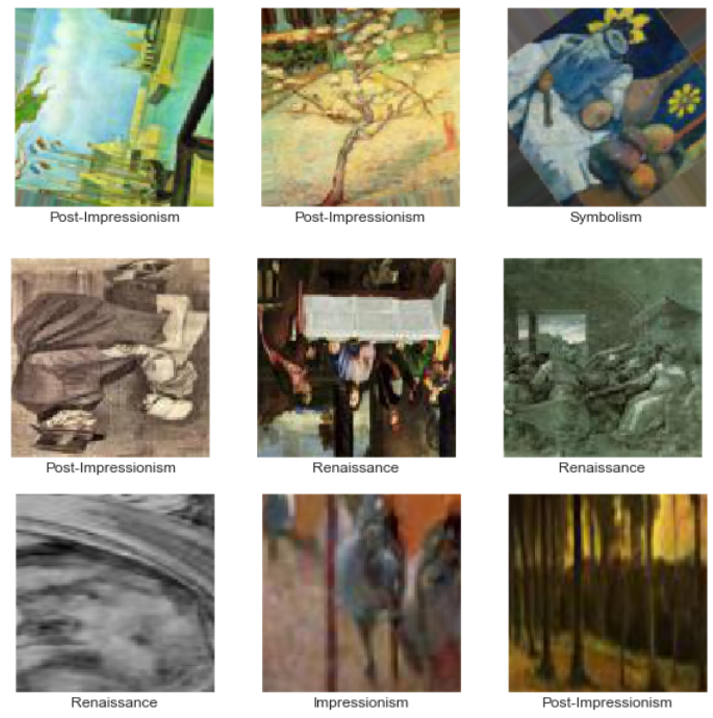 Post-Impressionism
Post-Impressionism
Symbolism
Post-Impressionism
Renaissance
Renaissance
Renaissance
Impressionism
Post-Impressionism